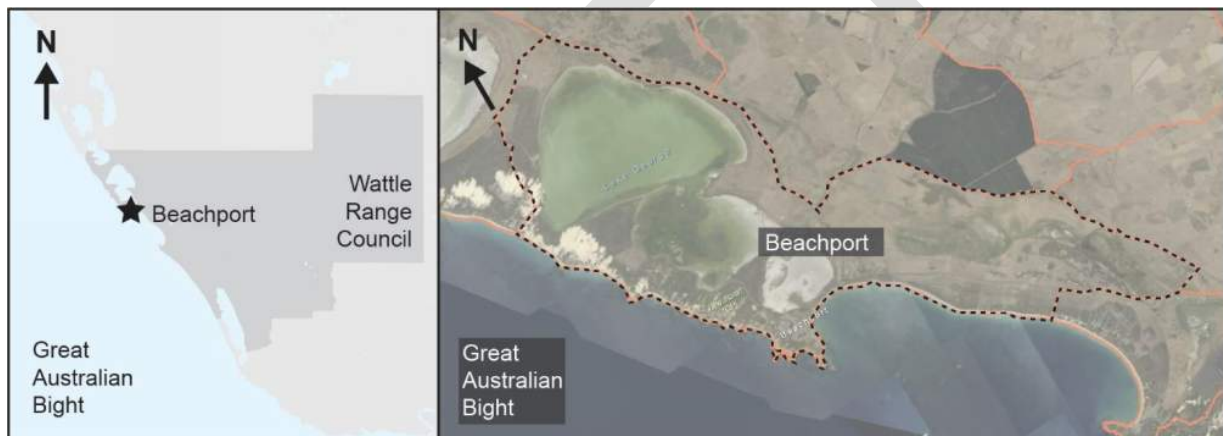 N
Beachport
Wattle
Range
Council
Great
Australian
Bight
N
Beachport
Great
Australian
Bight